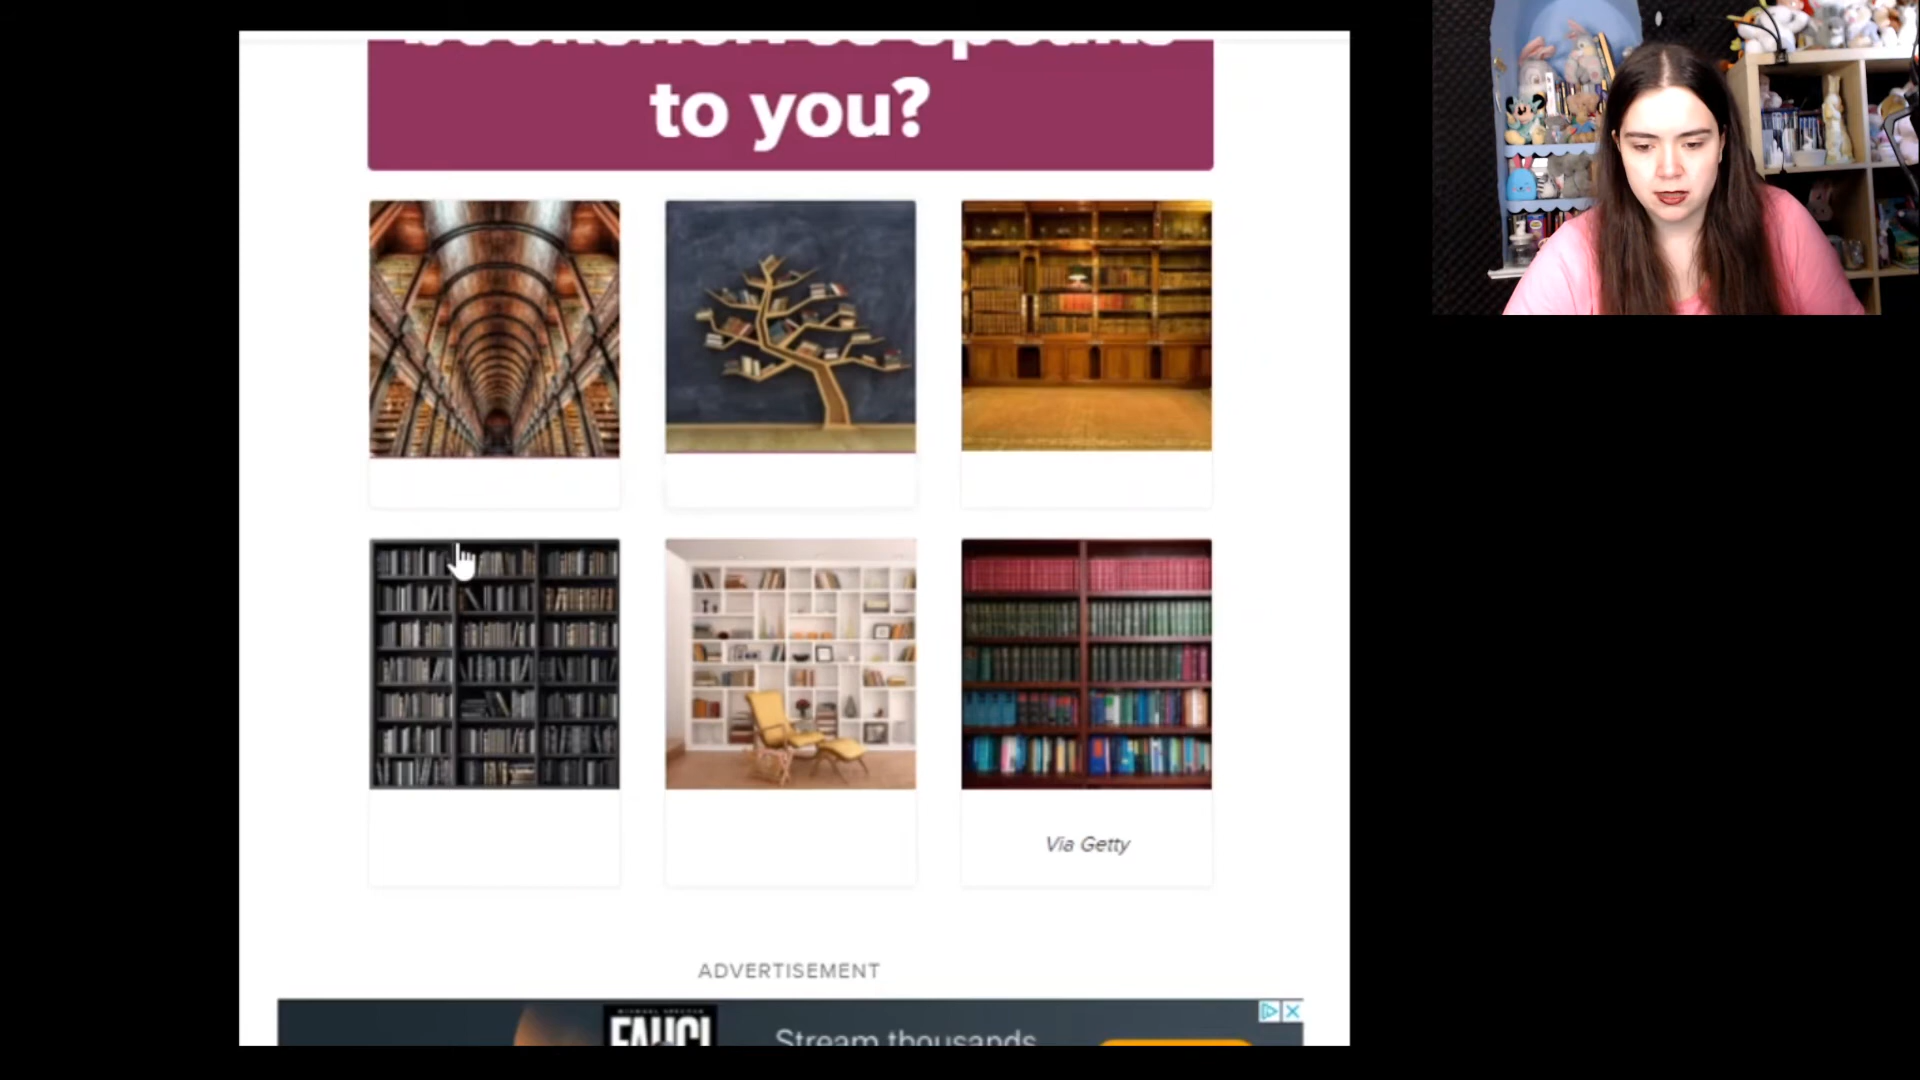 to you?
Via Getty
ADVERTISEMENT
FAUCI
Stream thousands